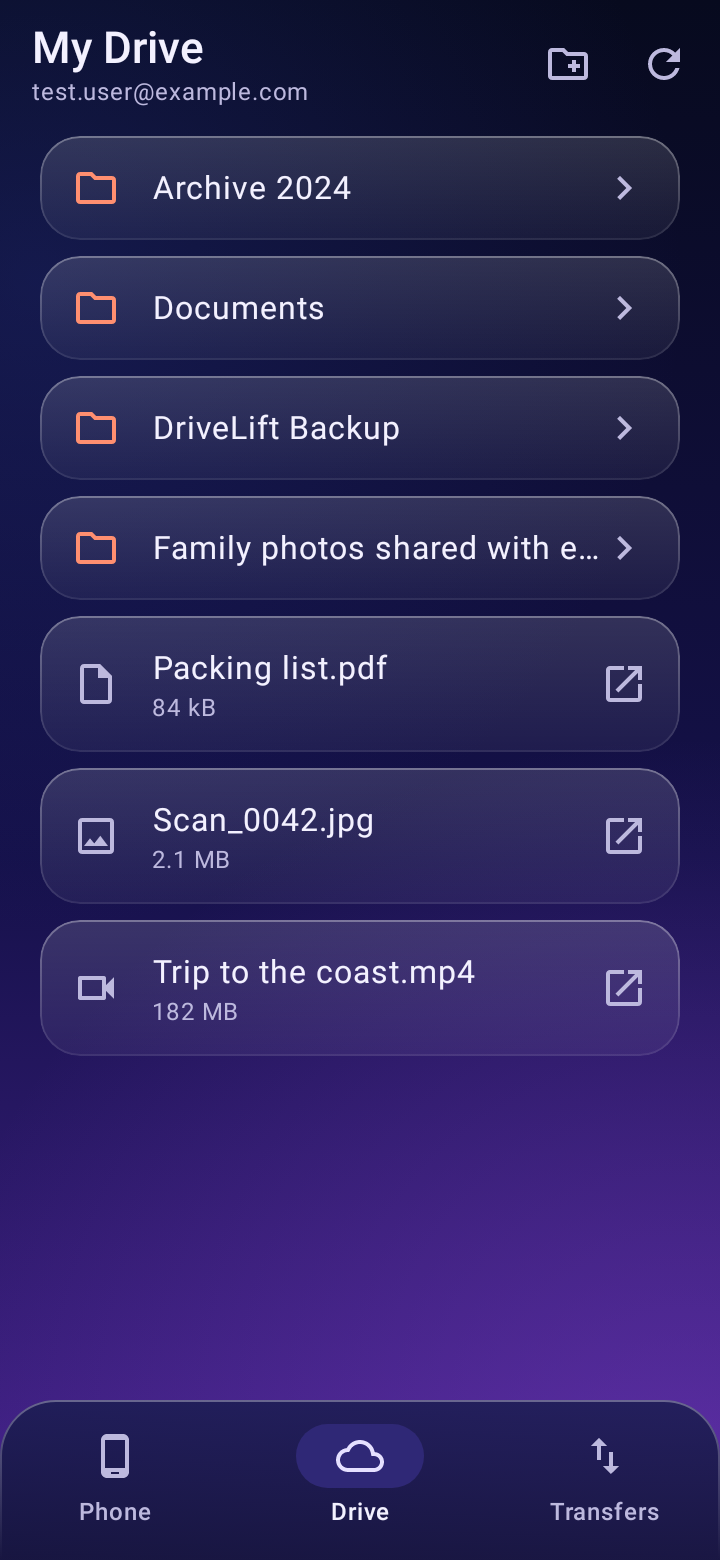 My Drive
test.user@example.com
Archive 2024
Documents
DriveLift Backup
Family photos shared with e…
Packing list.pdf
84 kB
Scan_0042.jpg
2.1 MB
Trip to the coast.mp4
182 MB
Phone
Drive
Transfers